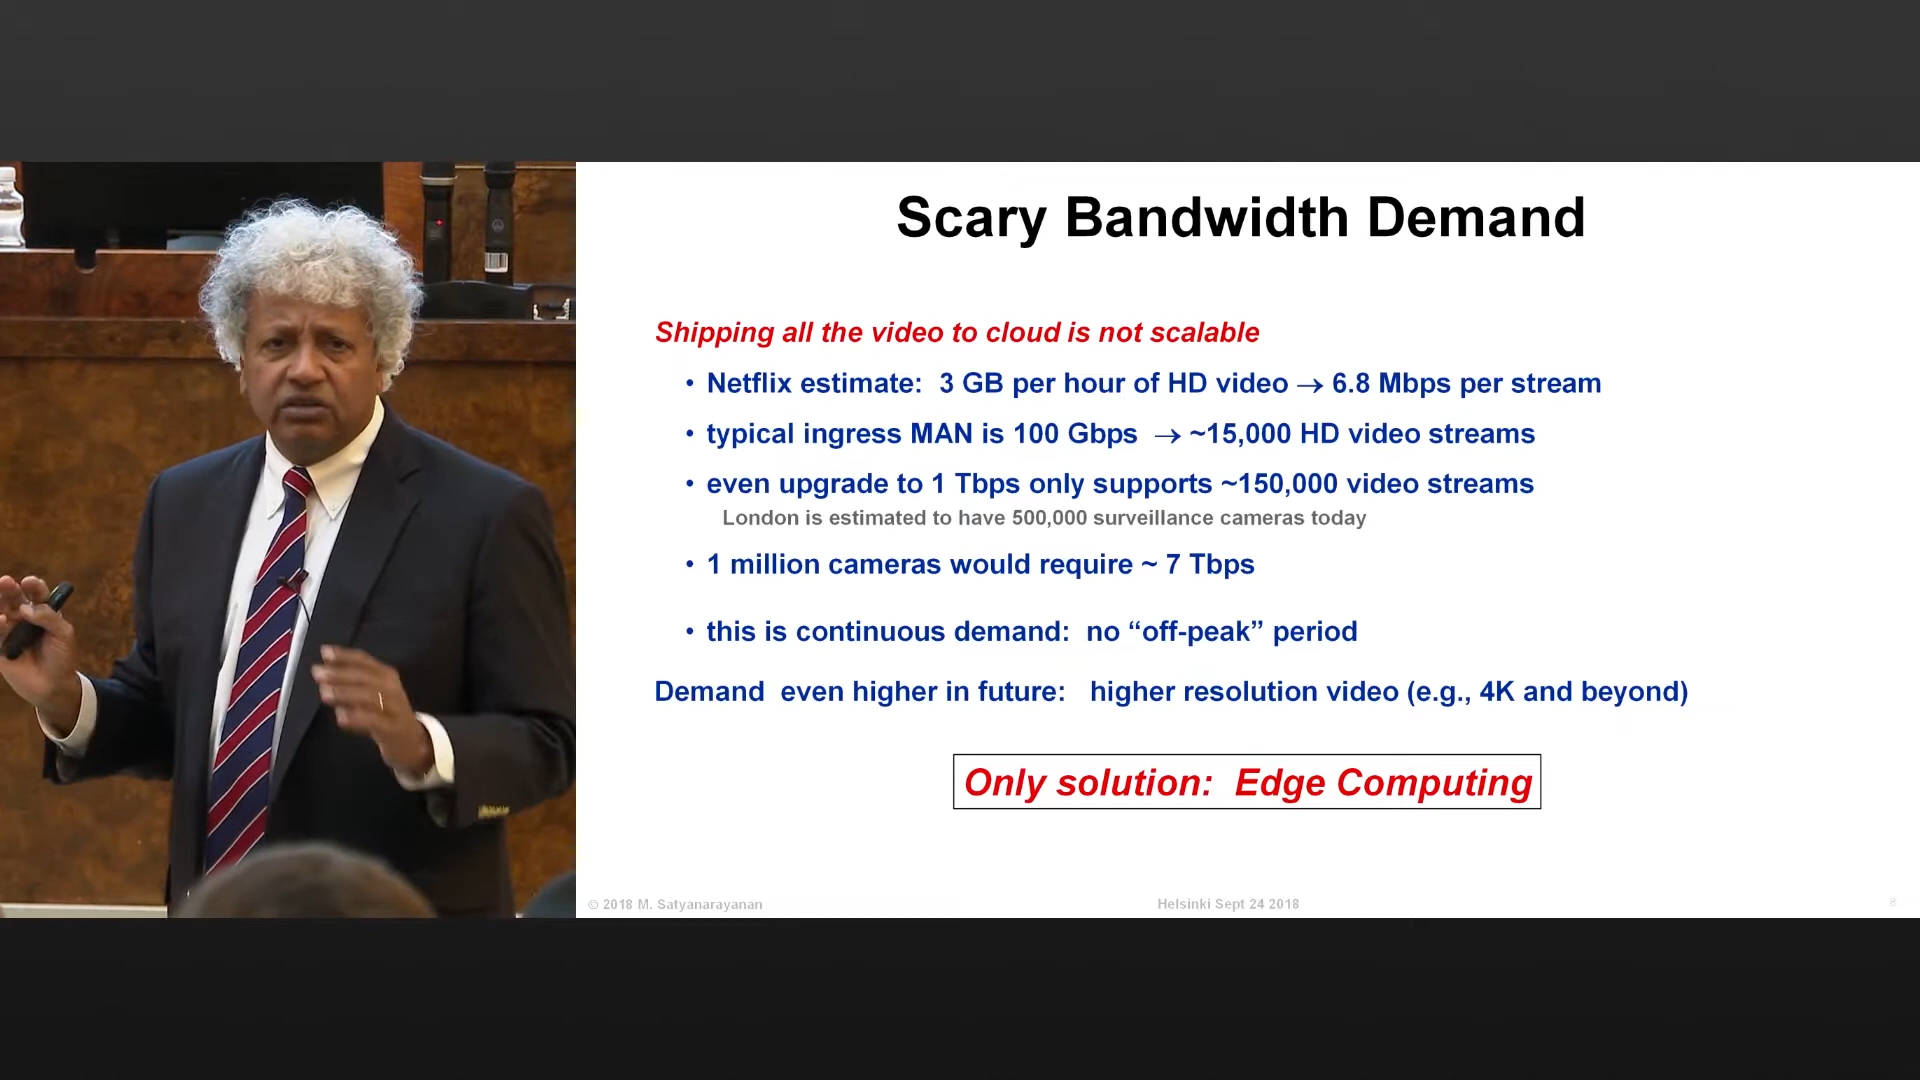 Scary Bandwidth Demand
Shipping all the video to cloud is not scalable
• Netflix estimate: 3 GB per hour of HD video → 6.8 Mbps per stream
• typical ingress MAN is 100 Gbps → ~15,000 HD video streams
• even upgrade to 1 Tbps only supports ~150,000 video streams
London is estimated to have 500,000 surveillance cameras today
• 1 million cameras would require ~ 7 Tbps
• this is continuous demand: no “off-peak” period
Demand even higher in future: higher resolution video (e.g., 4K and beyond)
Only solution: Edge Computing
© 2018 M. Satyanarayanan
Helsinki Sept 24 2018
8